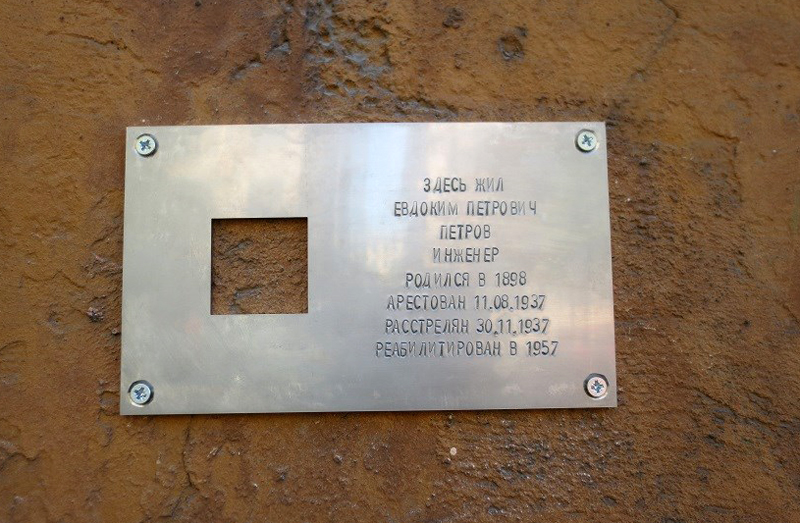 ЗДЕСЬ ЖИЛ
ЕВДОКИМ ПЕТРОВИЧ
ПЕТРОВ
ИНЖЕНЕР
РОДИЛСЯ В 1898
АРЕСТОВАН 11.08.1937
РАССТРЕЛЯН 30.11.1937
РЕАБИЛИТИРОВАН В 1957